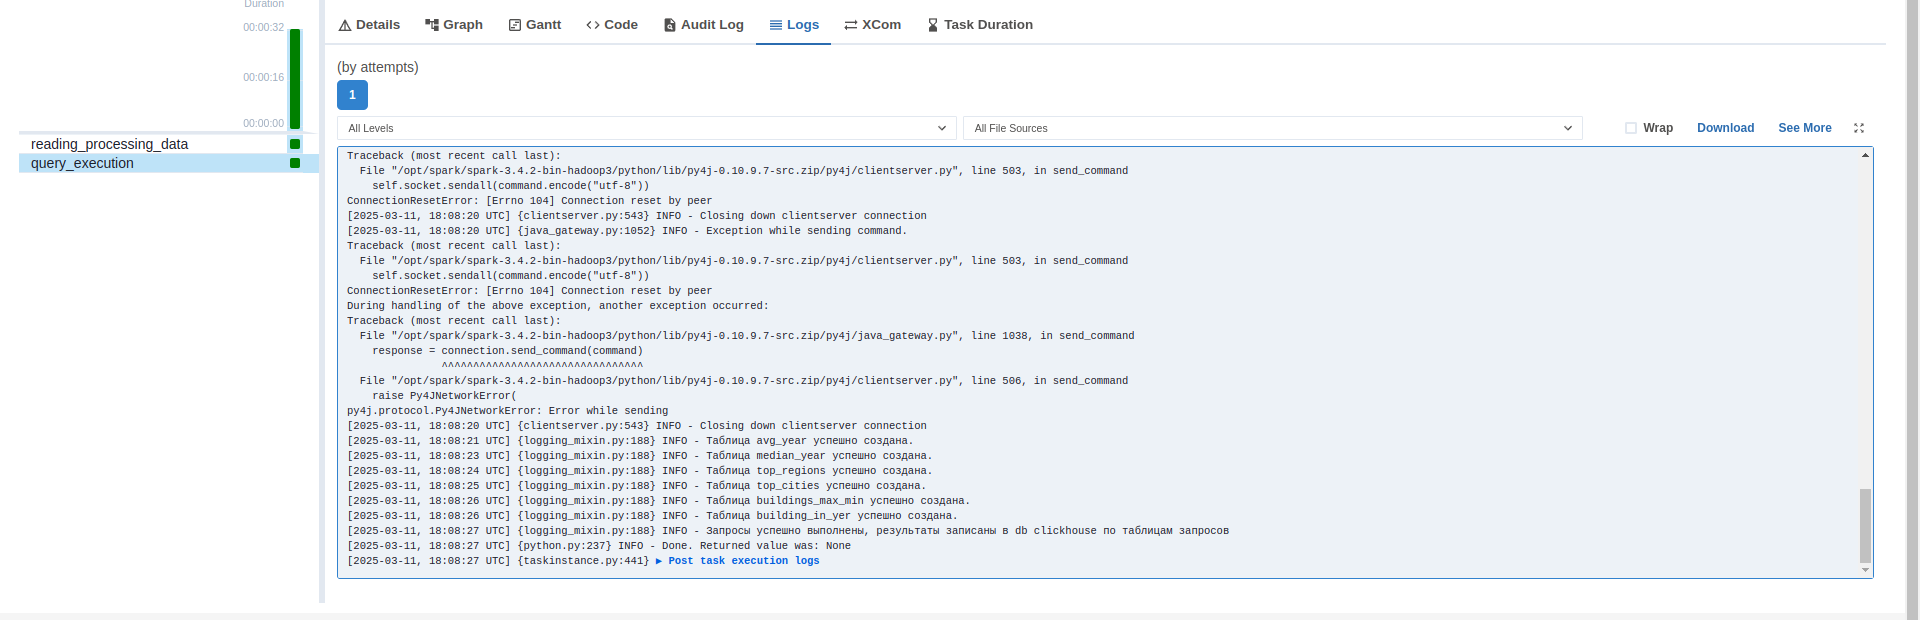 Duration
00:00:32
00:00:16
00:00:00
reading_processing_data
query_execution
Details
Graph
Gantt
Code
Audit Log
Logs
XCom
Task Duration
(by attempts)
1
All Levels
All File Sources
Wrap
Download
See More
Traceback (most recent call last):
  File "/opt/spark/spark-3.4.2-bin-hadoop3/python/lib/py4j-0.10.9.7-src.zip/py4j/clientserver.py", line 503, in send_command
    self.socket.sendall(command.encode("utf-8"))
ConnectionResetError: [Errno 104] Connection reset by peer
[2025-03-11, 18:08:20 UTC] {clientserver.py:543} INFO - Closing down clientserver connection
[2025-03-11, 18:08:20 UTC] {java_gateway.py:1052} INFO - Exception while sending command.
Traceback (most recent call last):
  File "/opt/spark/spark-3.4.2-bin-hadoop3/python/lib/py4j-0.10.9.7-src.zip/py4j/clientserver.py", line 503, in send_command
    self.socket.sendall(command.encode("utf-8"))
ConnectionResetError: [Errno 104] Connection reset by peer
During handling of the above exception, another exception occurred:
Traceback (most recent call last):
  File "/opt/spark/spark-3.4.2-bin-hadoop3/python/lib/py4j-0.10.9.7-src.zip/py4j/java_gateway.py", line 1038, in send_command
    response = connection.send_command(command)
               ^^^^^^^^^^^^^^^^^^^^^^^^^^^^^^^^
  File "/opt/spark/spark-3.4.2-bin-hadoop3/python/lib/py4j-0.10.9.7-src.zip/py4j/clientserver.py", line 506, in send_command
    raise Py4JNetworkError(
py4j.protocol.Py4JNetworkError: Error while sending
[2025-03-11, 18:08:20 UTC] {clientserver.py:543} INFO - Closing down clientserver connection
[2025-03-11, 18:08:21 UTC] {logging_mixin.py:188} INFO - Таблица avg_year успешно создана.
[2025-03-11, 18:08:23 UTC] {logging_mixin.py:188} INFO - Таблица median_year успешно создана.
[2025-03-11, 18:08:24 UTC] {logging_mixin.py:188} INFO - Таблица top_regions успешно создана.
[2025-03-11, 18:08:25 UTC] {logging_mixin.py:188} INFO - Таблица top_cities успешно создана.
[2025-03-11, 18:08:26 UTC] {logging_mixin.py:188} INFO - Таблица buildings_max_min успешно создана.
[2025-03-11, 18:08:26 UTC] {logging_mixin.py:188} INFO - Таблица building_in_yer успешно создана.
[2025-03-11, 18:08:27 UTC] {logging_mixin.py:188} INFO - Запросы успешно выполнены, результаты записаны в db clickhouse по таблицам запросов
[2025-03-11, 18:08:27 UTC] {python.py:237} INFO - Done. Returned value was: None
[2025-03-11, 18:08:27 UTC] {taskinstance.py:441} ▶ Post task execution logs